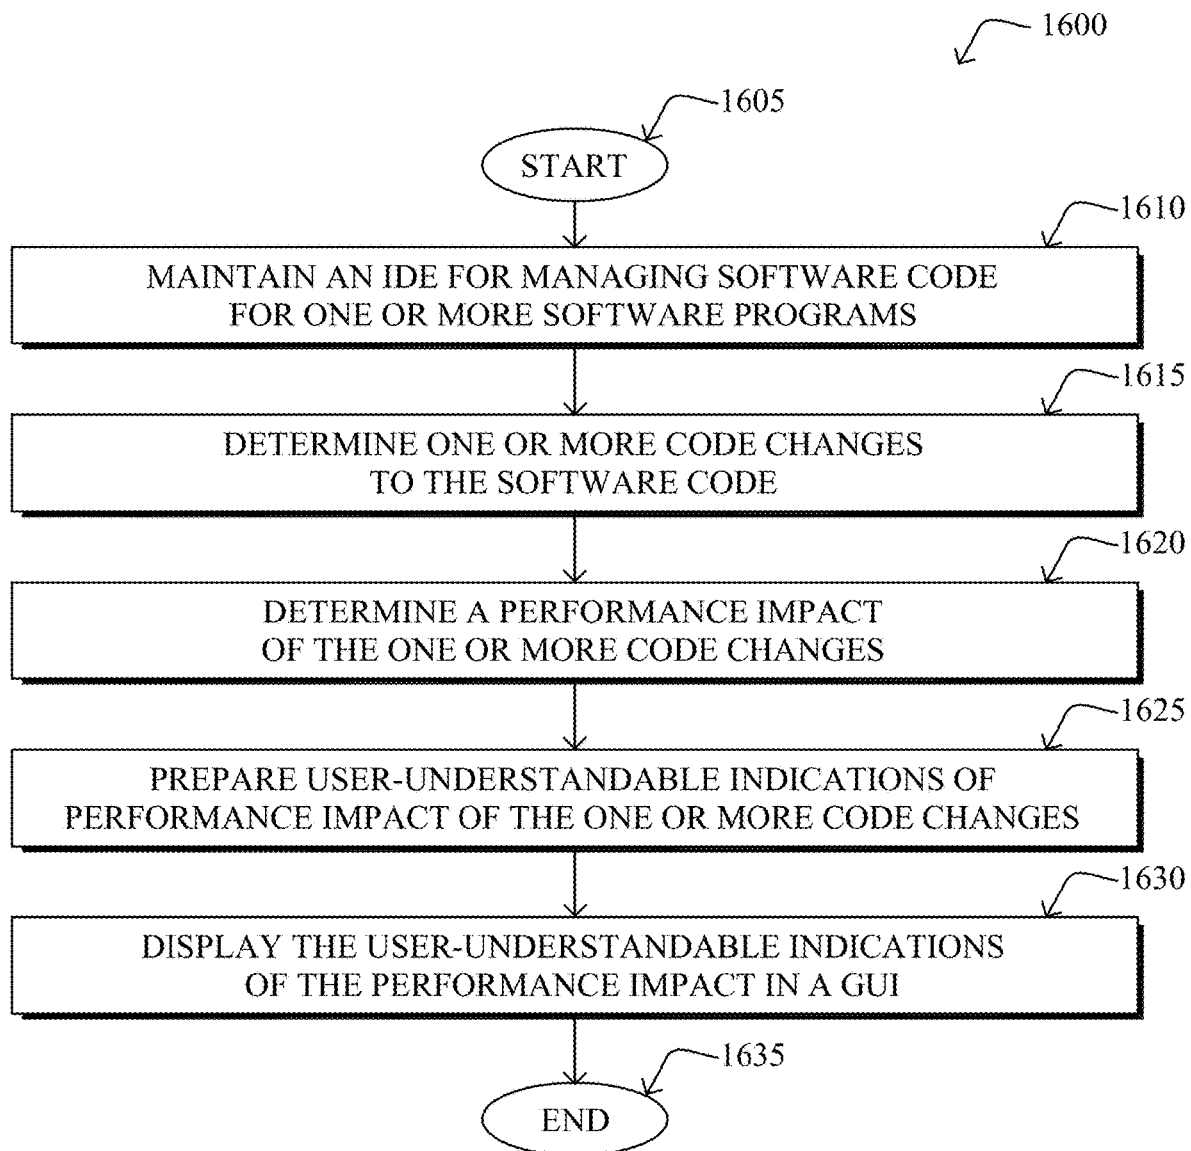 1600
1605
START
1610
MAINTAIN AN IDE FOR MANAGING SOFTWARE CODE
FOR ONE OR MORE SOFTWARE PROGRAMS
1615
DETERMINE ONE OR MORE CODE CHANGES
TO THE SOFTWARE CODE
1620
DETERMINE A PERFORMANCE IMPACT
OF THE ONE OR MORE CODE CHANGES
1625
PREPARE USER-UNDERSTANDABLE INDICATIONS OF
PERFORMANCE IMPACT OF THE ONE OR MORE CODE CHANGES
1630
DISPLAY THE USER-UNDERSTANDABLE INDICATIONS
OF THE PERFORMANCE IMPACT IN A GUI
1635
END